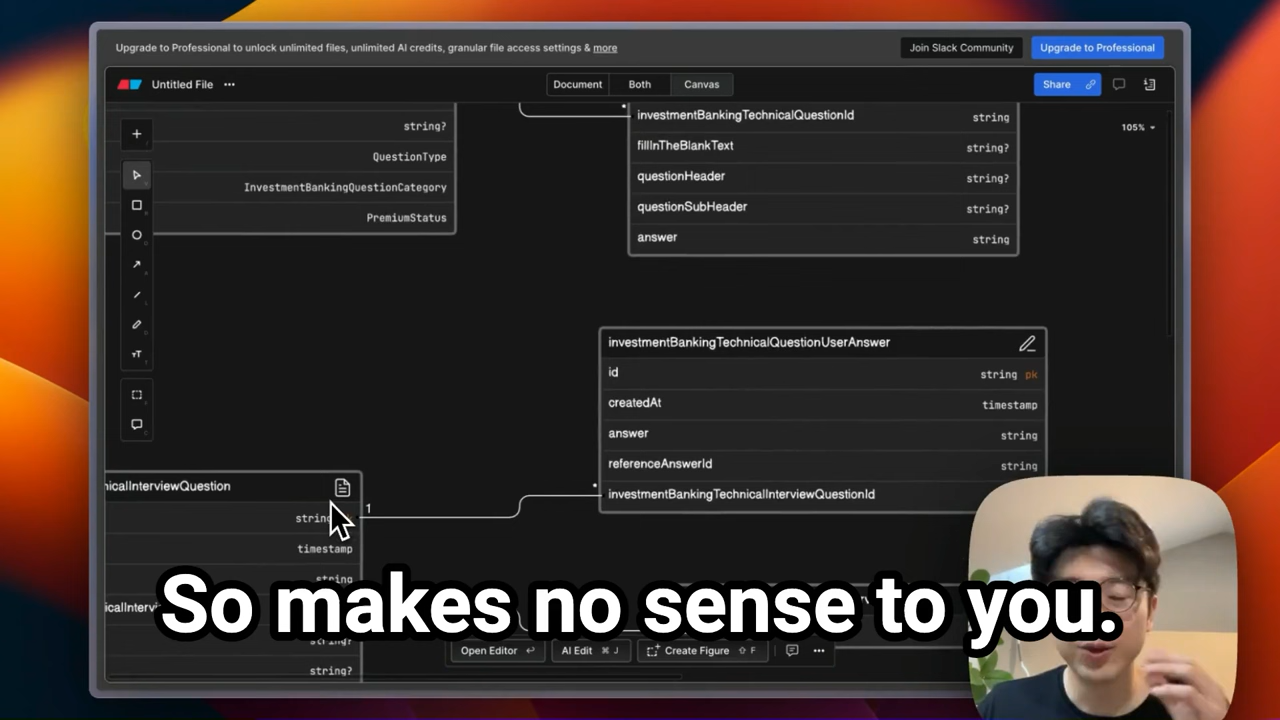 Upgrade to Professional to unlock unlimited files, unlimited AI credits, granular file access settings & more
Join Slack Community
Upgrade to Professional
Untitled File
Document
Both
Canvas
Share
105%
string?
QuestionType
InvestmentBankingQuestionCategory
PremiumStatus
investmentBankingTechnicalQuestionId string
fillInTheBlankText string?
questionHeader string?
questionSubHeader string?
answer string
investmentBankingTechnicalQuestionUserAnswer
id string pk
createdAt timestamp
answer string
referenceAnswerId string
investmentBankingTechnicalInterviewQuestionId
nicalInterviewQuestion
1
timestamp
string
string?
string?
So makes no sense to you.
Open Editor
AI Edit ⌘ J
Create Figure ⇧ F